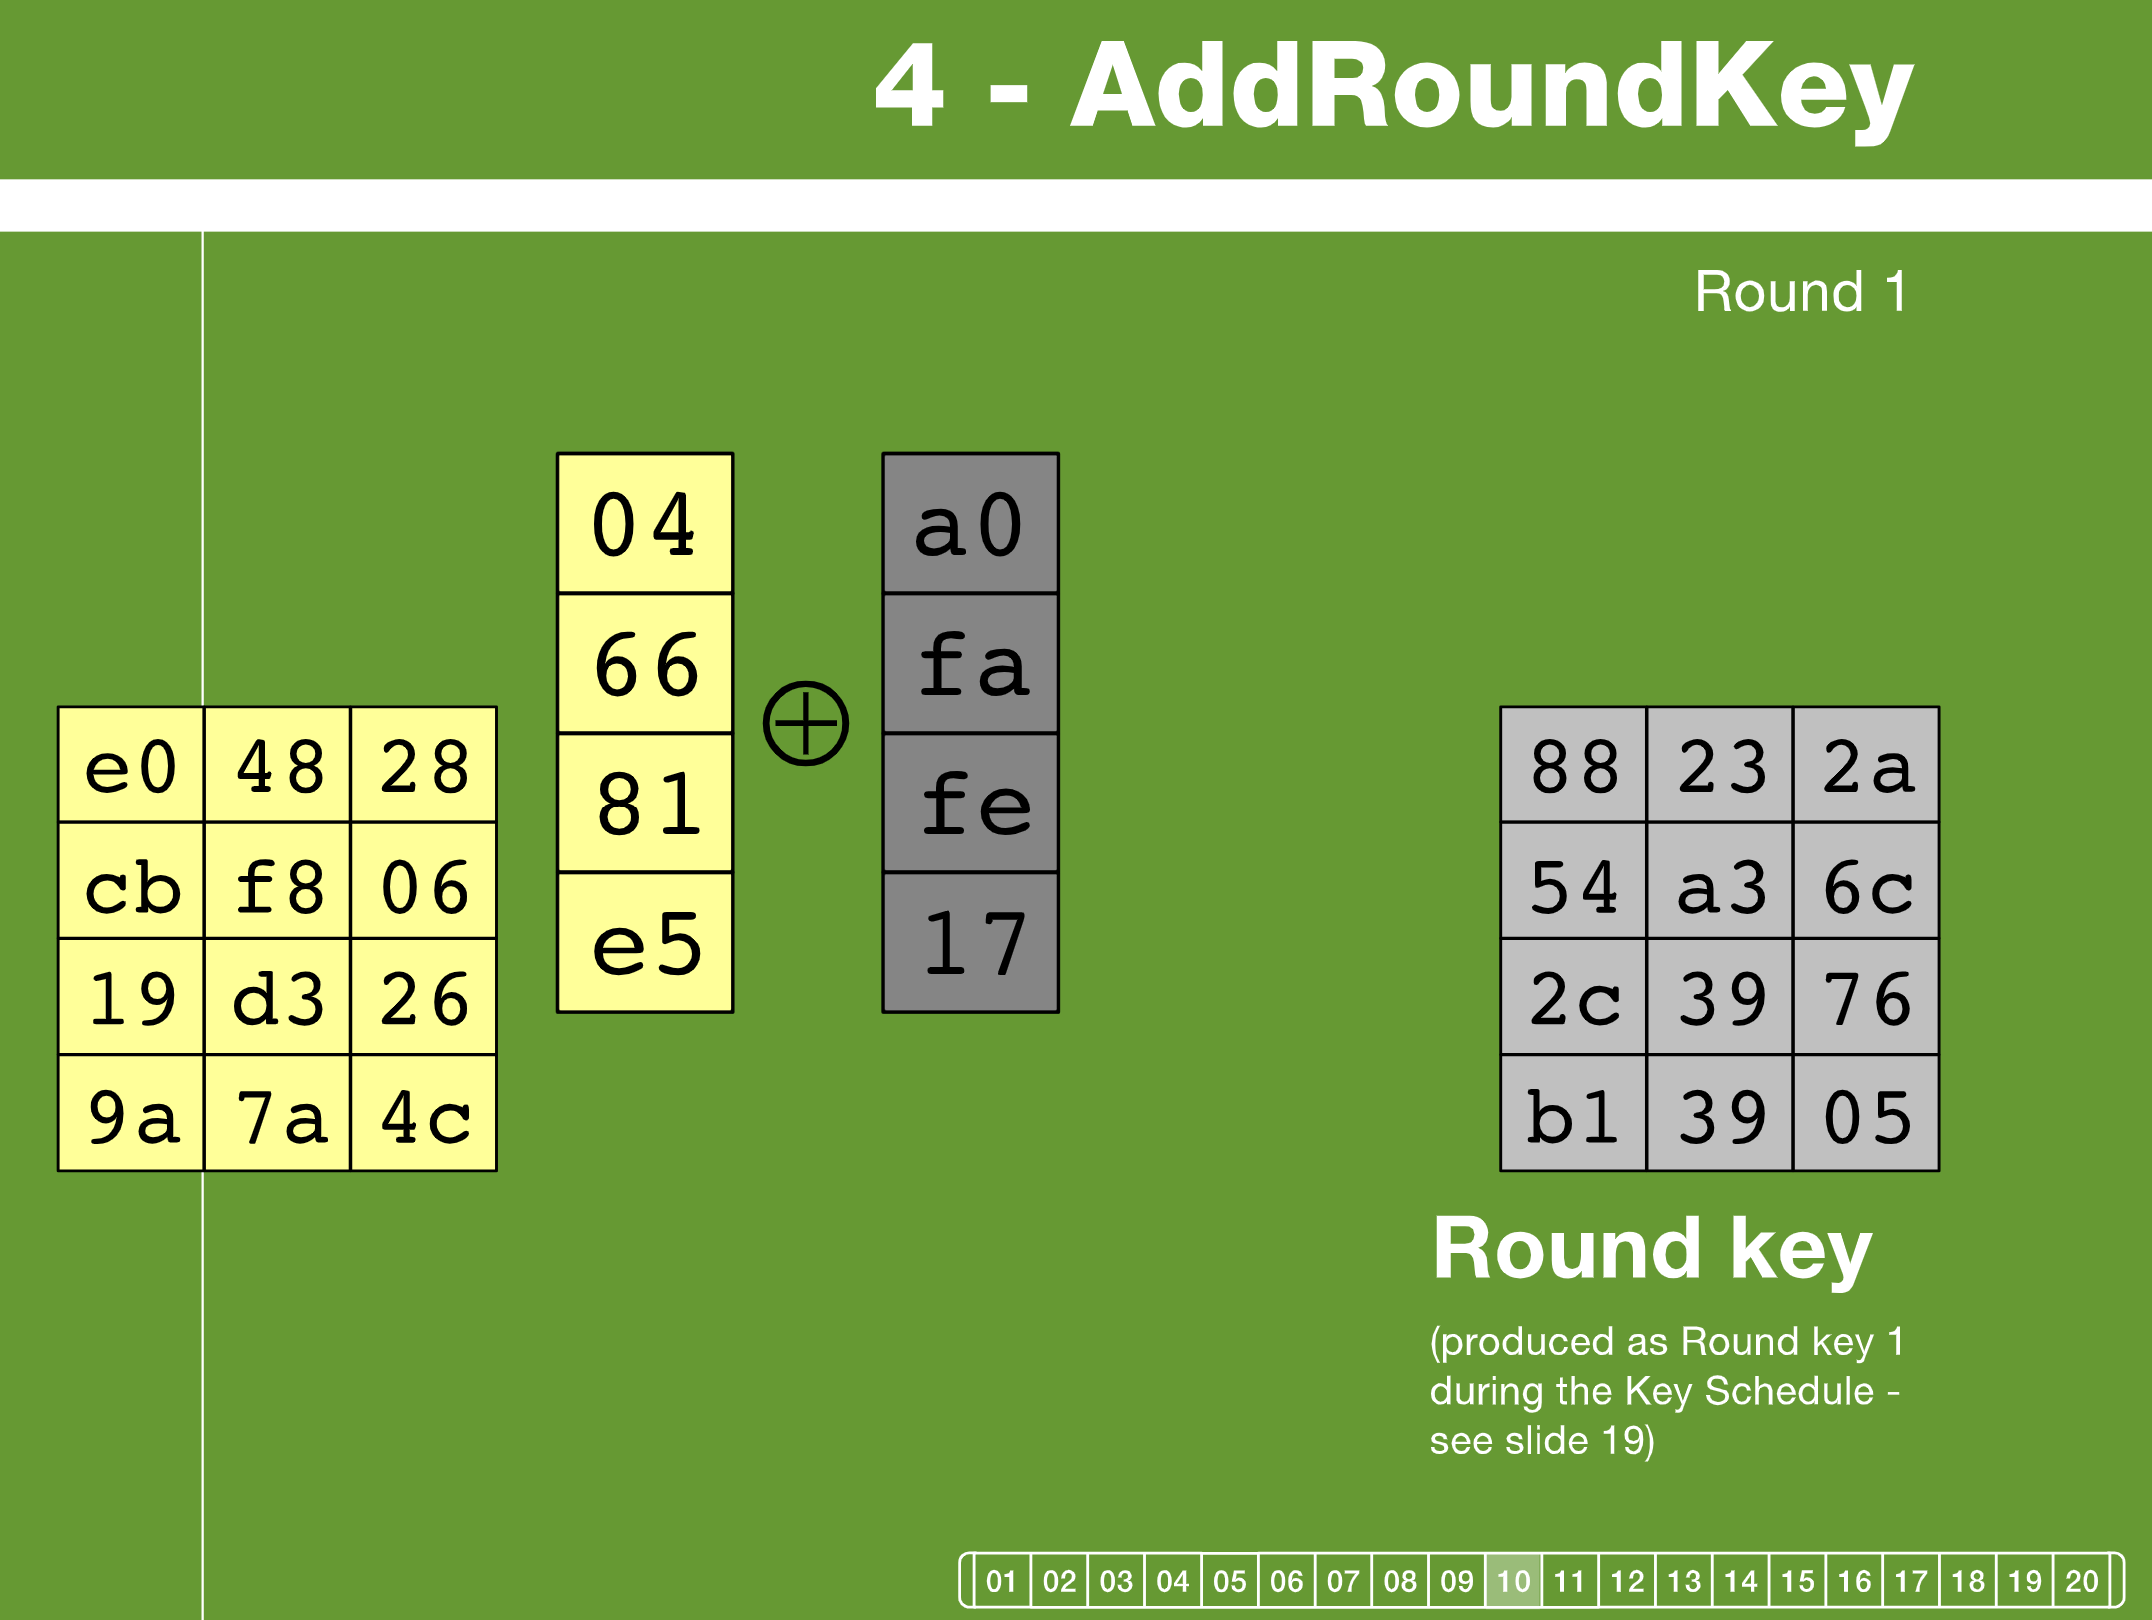 4 - AddRoundKey
Round 1
04
66
81
e5
a0
fa
fe
17
e0 48 28
cb f8 06
19 d3 26
9a 7a 4c
88 23 2a
54 a3 6c
2c 39 76
b1 39 05
Round key
(produced as Round key 1
during the Key Schedule -
see slide 19)
01 02 03 04 05 06 07 08 09 10 11 12 13 14 15 16 17 18 19 20